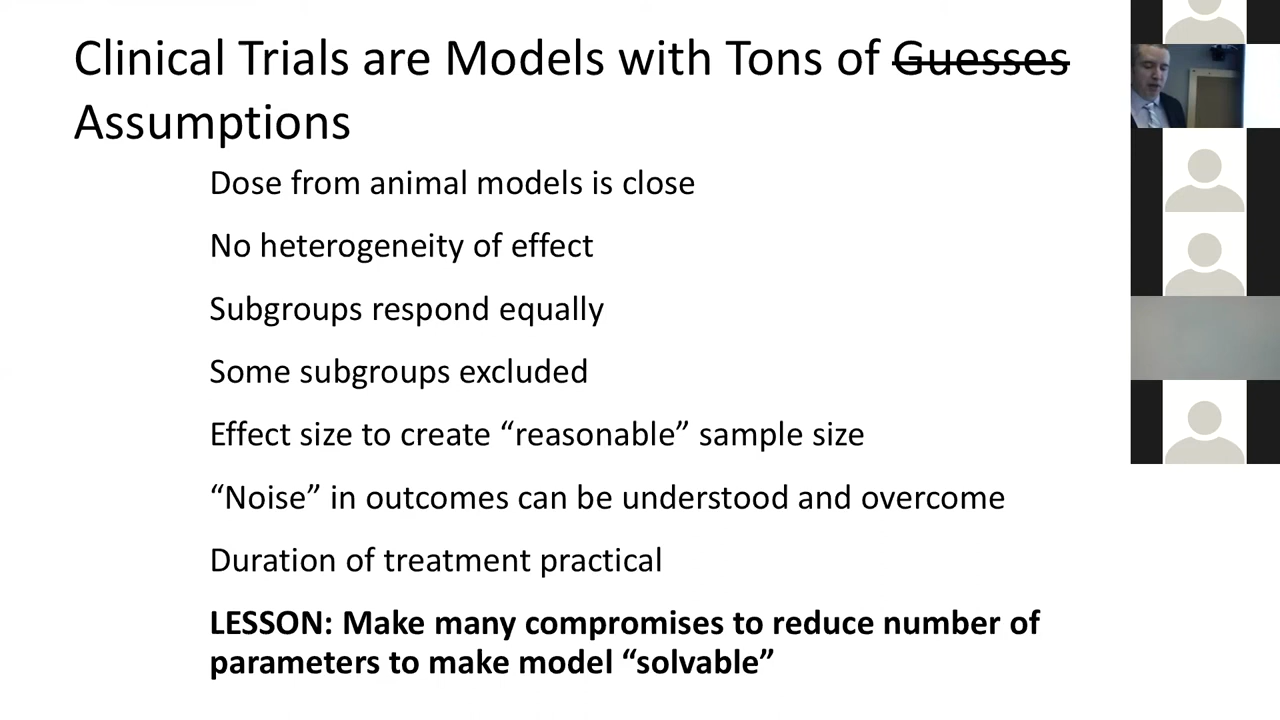 Clinical Trials are Models with Tons of Guesses
Assumptions
Dose from animal models is close
No heterogeneity of effect
Subgroups respond equally
Some subgroups excluded
Effect size to create “reasonable” sample size
“Noise” in outcomes can be understood and overcome
Duration of treatment practical
LESSON: Make many compromises to reduce number of
parameters to make model “solvable”